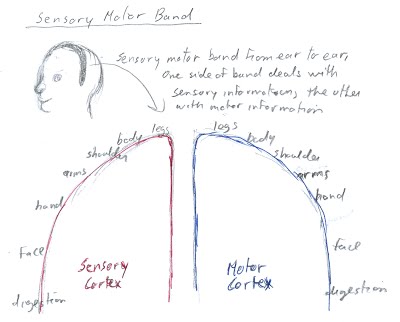 Sensory Motor Band
Sensory motor band from ear to ear,
One side of band deals with
sensory information, the other
with motor information
legs
body
shoulder
arms
hand
Face
digestion
Sensory
Cortex
legs
body
shoulder
arms
hand
Face
digestion
Motor
Cortex